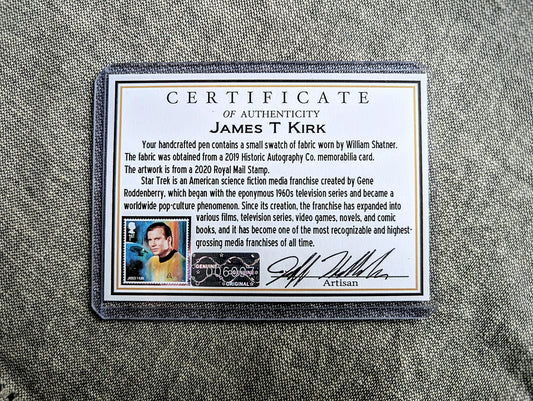 CERTIFICATE
OF AUTHENTICITY
JAMES T KIRK
Your handcrafted pen contains a small swatch of fabric worn by William Shatner.
The fabric was obtained from a 2019 Historic Autography Co. memorabilia card.
The artwork is from a 2020 Royal Mail Stamp.
Star Trek is an American science fiction media franchise created by Gene
Roddenberry, which began with the eponymous 1960s television series and became a
worldwide pop-culture phenomenon. Since its creation, the franchise has expanded into
various films, television series, video games, novels, and comic
books, and it has become one of the most recognizable and highest-
grossing media franchises of all time.
GENUINE
ORIGINAL
Artisan